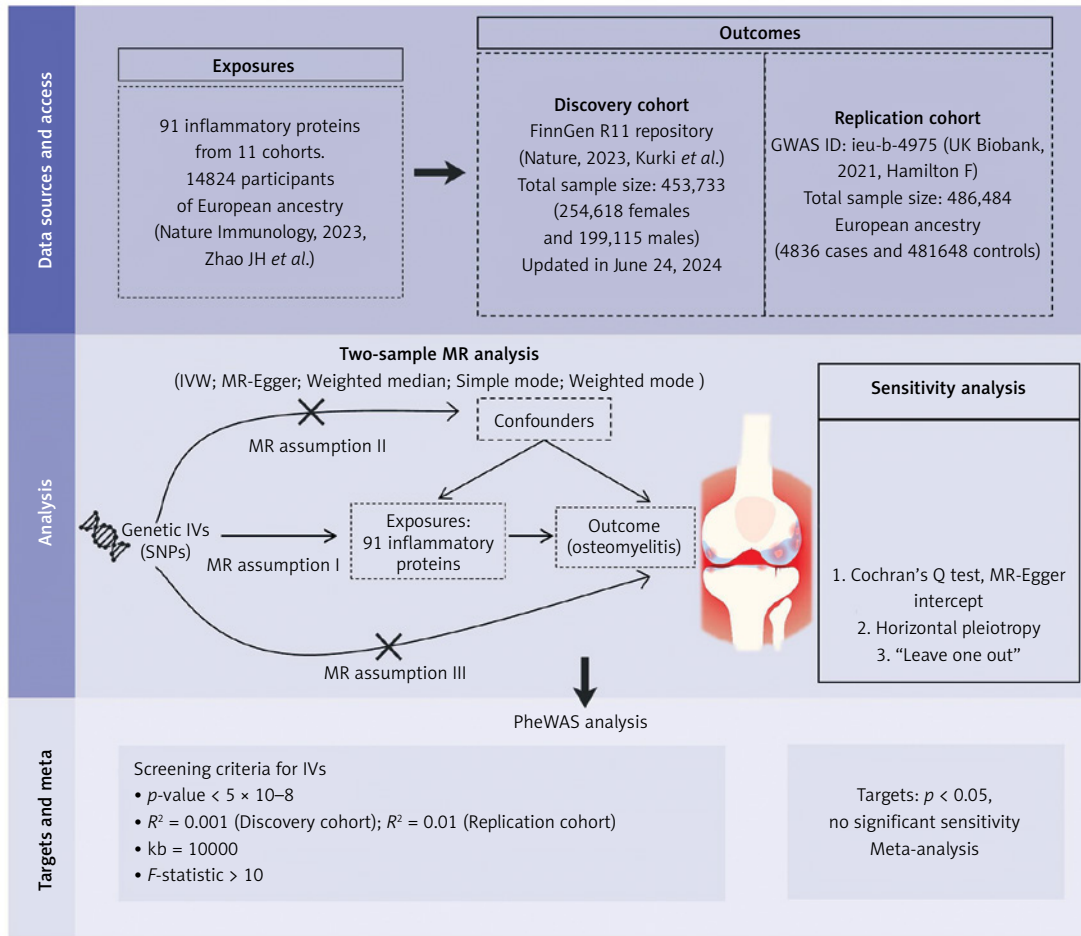 Data sources and access
Exposures
91 inflammatory proteins
from 11 cohorts.
14824 participants
of European ancestry
(Nature Immunology, 2023,
Zhao JH et al.)
Outcomes
Discovery cohort
FinnGen R11 repository
(Nature, 2023, Kurki et al.)
Total sample size: 453,733
(254,618 females
and 199,115 males)
Updated in June 24, 2024
Replication cohort
GWAS ID: ieu-b-4975 (UK Biobank,
2021, Hamilton F)
Total sample size: 486,484
European ancestry
(4836 cases and 481648 controls)
Analysis
Two-sample MR analysis
(IVW; MR-Egger; Weighted median; Simple mode; Weighted mode )
Confounders
MR assumption II
Genetic IVs
(SNPs)
MR assumption I
Exposures:
91 inflammatory
proteins
Outcome
(osteomyelitis)
MR assumption III
Sensitivity analysis
1. Cochran’s Q test, MR-Egger
intercept
2. Horizontal pleiotropy
3. “Leave one out”
PheWAS analysis
Targets and meta
Screening criteria for IVs
• p-value < 5 × 10–8
• R² = 0.001 (Discovery cohort); R² = 0.01 (Replication cohort)
• kb = 10000
• F-statistic > 10
Targets: p < 0.05,
no significant sensitivity
Meta-analysis